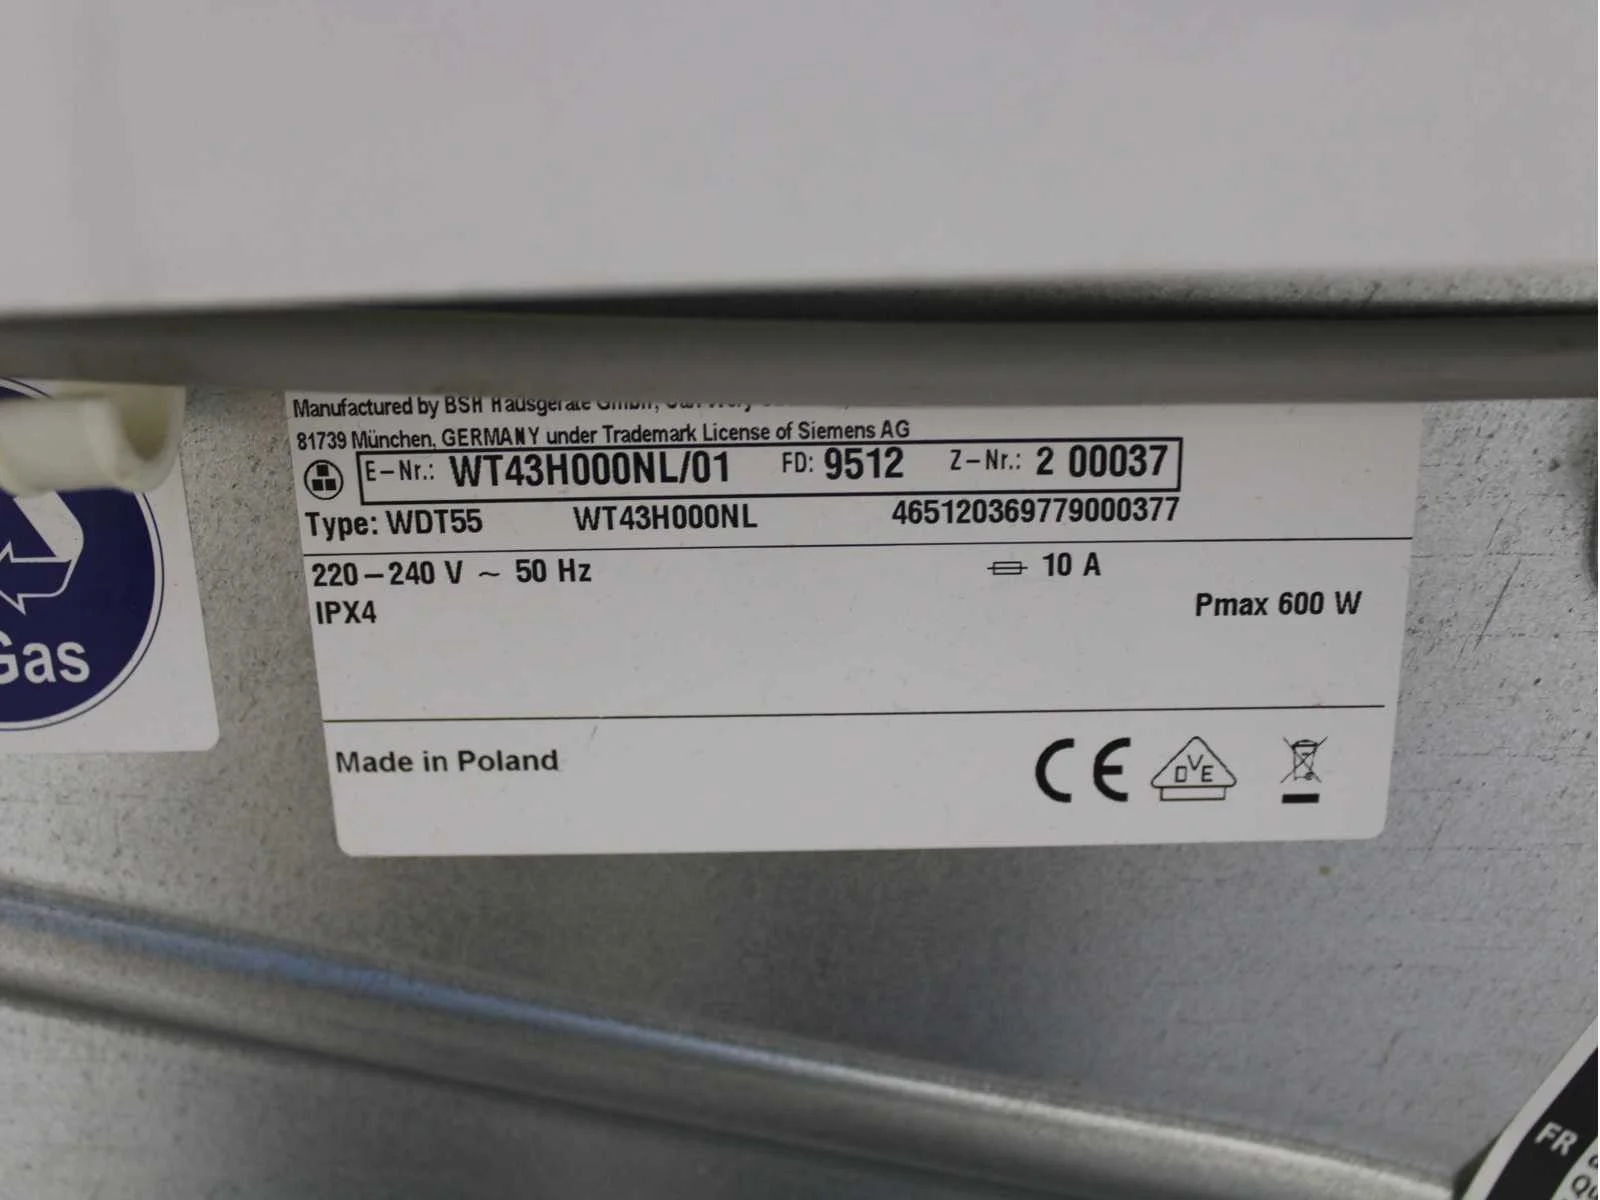 Manufactured by BSH Hausgeräte GmbH,
81739 München, GERMANY under Trademark License of Siemens AG
E-Nr.: WT43H000NL/01 FD: 9512 Z-Nr.: 2 00037
Type: WDT55 WT43H000NL 465120369779000377
220-240 V ~ 50 Hz 10 A
IPX4 Pmax 600 W
Gas
Made in Poland CE DVE
FR